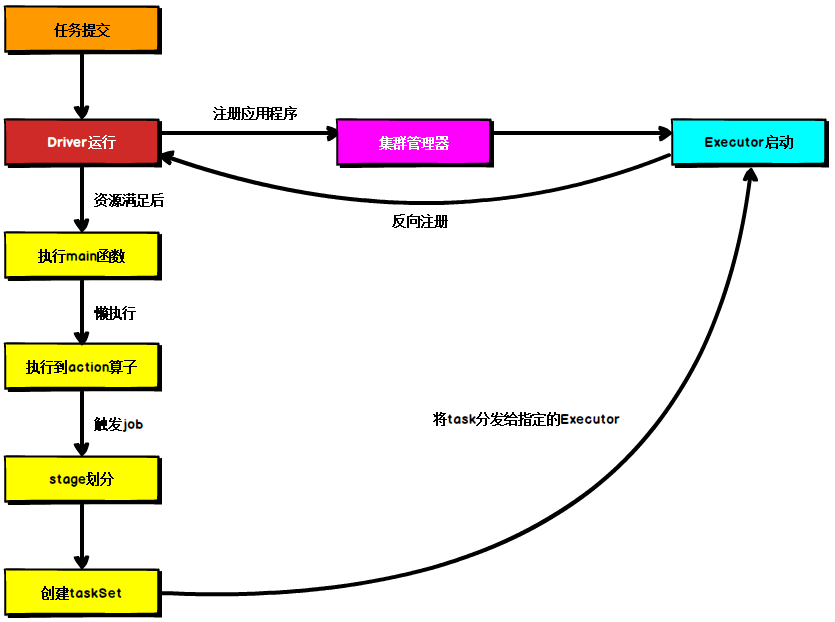 任务提交
注册应用程序
Driver运行
集群管理器
Executor启动
资源满足后
反向注册
执行main函数
懒执行
执行到action算子
触发job
将task分发给指定的Executor
stage划分
创建taskSet